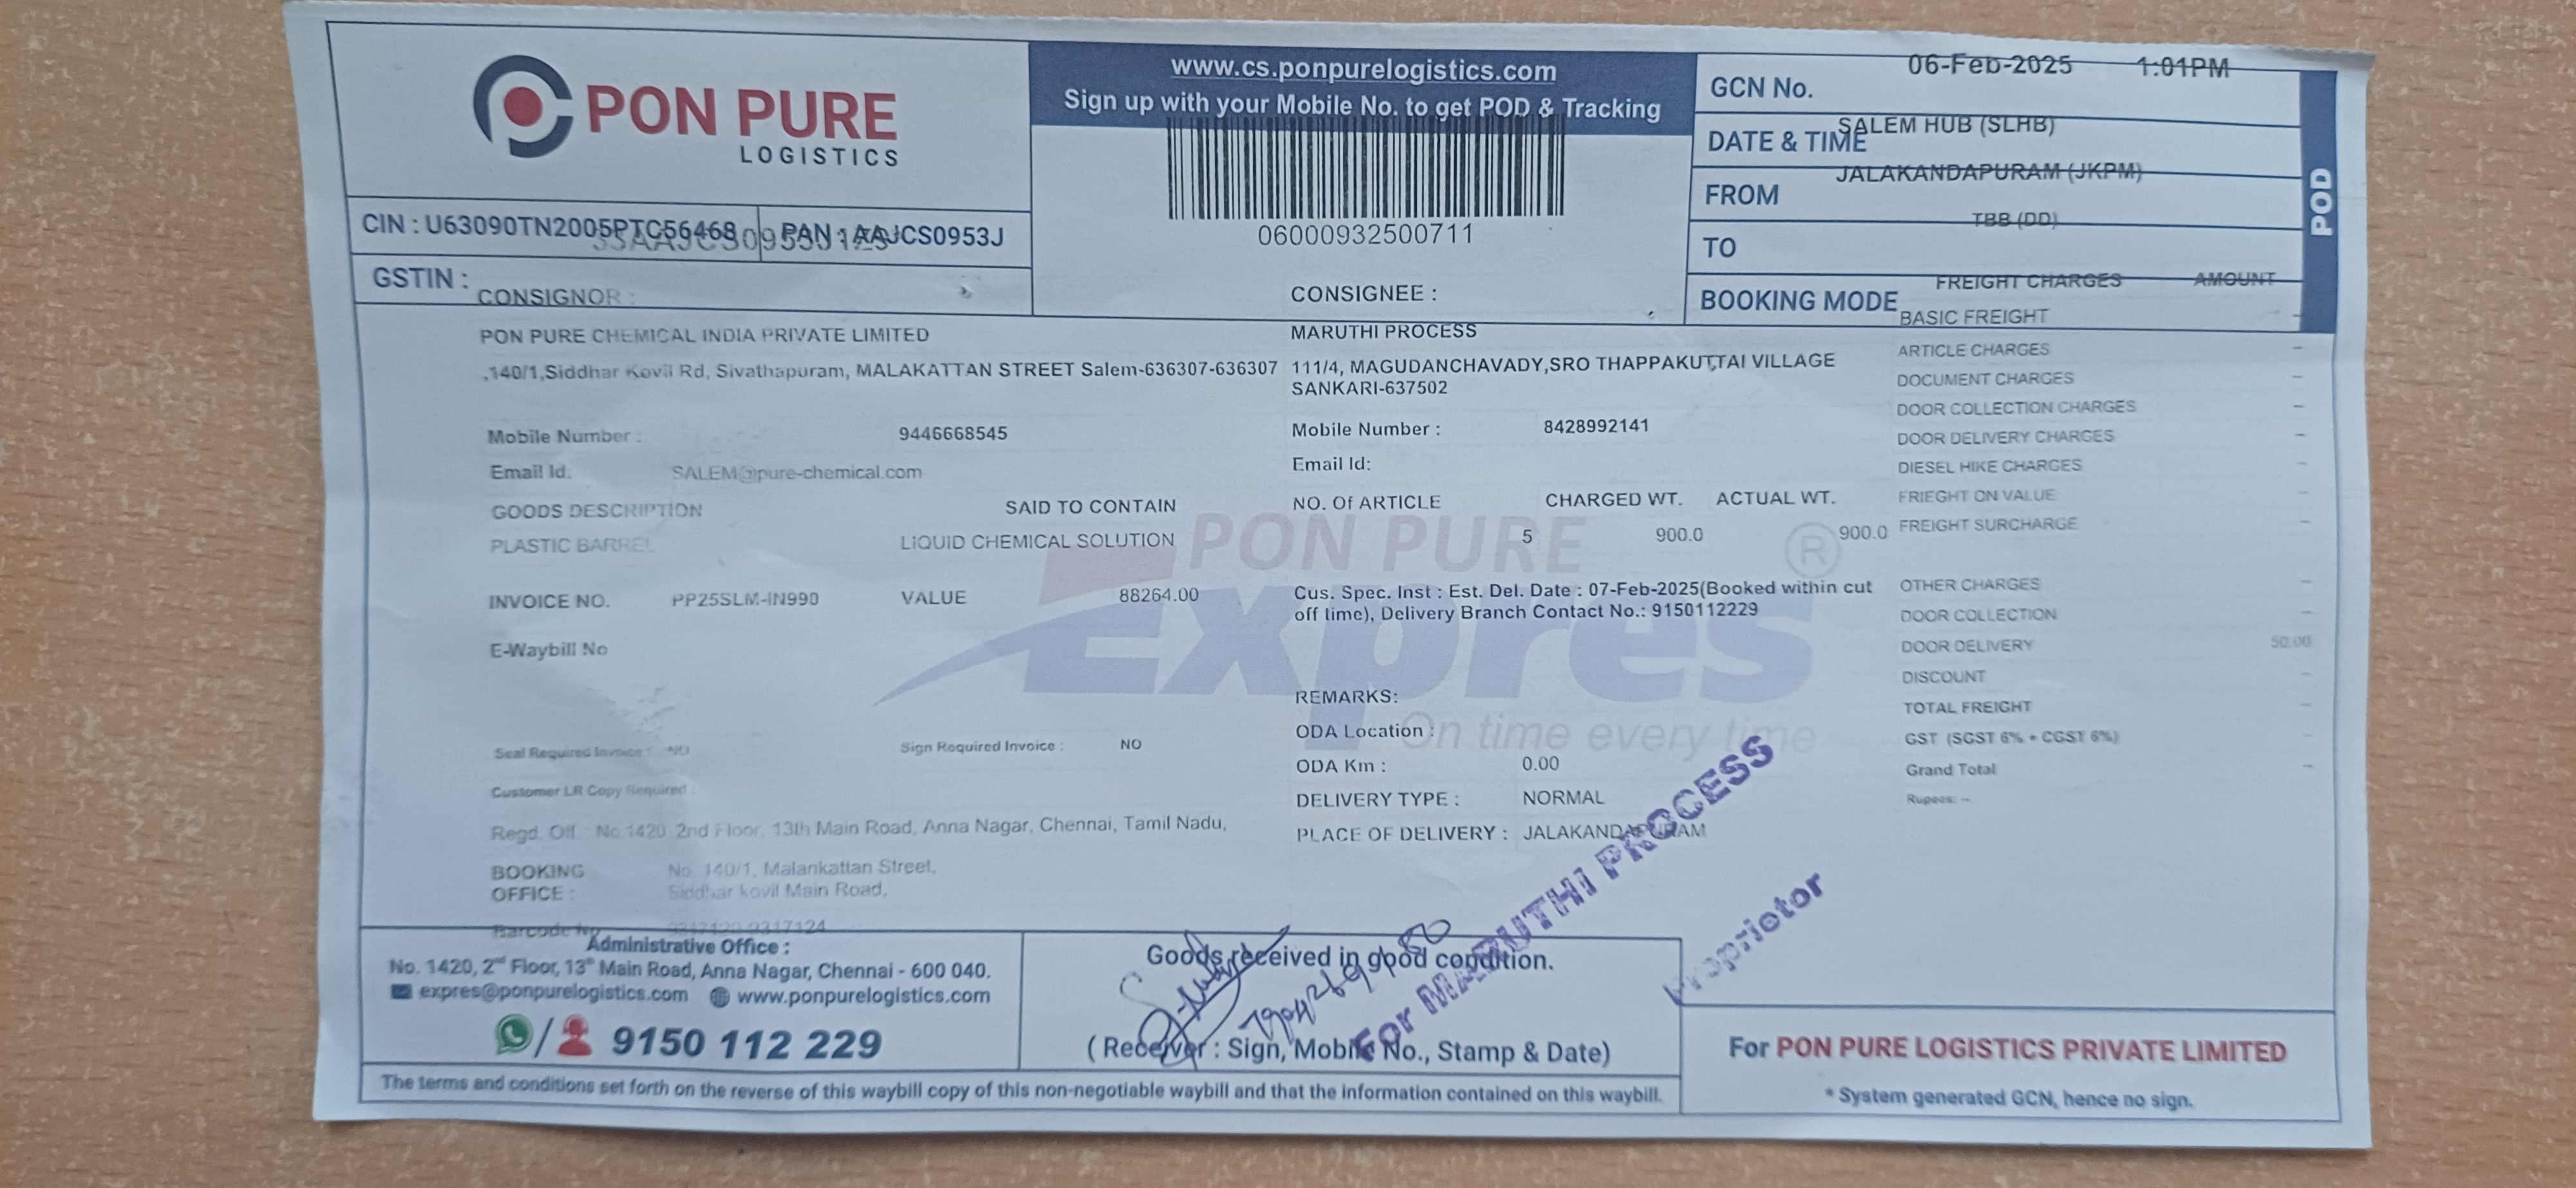 PON PURE
LOGISTICS
CIN : U63090TN2005PTC56468 PAN : AAJCS0953J
GSTIN :
www.cs.ponpurelogistics.com
Sign up with your Mobile No. to get POD & Tracking
06000932500711
GCN No. 06-Feb-2025 1:01PM
DATE & TIME SALEM HUB (SLHB)
FROM JALAKANDAPURAM (JKPM)
TO TBB (DD)
BOOKING MODE
POD
CONSIGNOR :
PON PURE CHEMICAL INDIA PRIVATE LIMITED
,140/1,Siddhar Kovil Rd, Sivathapuram, MALAKATTAN STREET Salem-636307-636307
Mobile Number : 9446668545
Email Id. SALEM@pure-chemical.com
GOODS DESCRIPTION SAID TO CONTAIN
PLASTIC BARREL LIQUID CHEMICAL SOLUTION
INVOICE NO. PP25SLM-IN990 VALUE 88264.00
E-Waybill No
Seal Required Invoice : NO Sign Required Invoice : NO
Customer LR Copy Required :
Regd. Off : No.1420, 2nd Floor, 13th Main Road, Anna Nagar, Chennai, Tamil Nadu,
BOOKING OFFICE : No. 140/1, Malankattan Street,
Siddhar kovil Main Road,
Barcode No
CONSIGNEE :
MARUTHI PROCESS
111/4, MAGUDANCHAVADY,SRO THAPPAKUTTAI VILLAGE
SANKARI-637502
Mobile Number : 8428992141
Email Id:
NO. Of ARTICLE CHARGED WT. ACTUAL WT.
5 900.0 900.0
Cus. Spec. Inst : Est. Del. Date : 07-Feb-2025(Booked within cut
off time), Delivery Branch Contact No.: 9150112229
REMARKS:
ODA Location :
ODA Km : 0.00
DELIVERY TYPE : NORMAL
PLACE OF DELIVERY : JALAKANDAPURAM
PON PURE ®
Expres
On time every time
FREIGHT CHARGES AMOUNT
BASIC FREIGHT -
ARTICLE CHARGES -
DOCUMENT CHARGES -
DOOR COLLECTION CHARGES -
DOOR DELIVERY CHARGES -
DIESEL HIKE CHARGES -
FRIEGHT ON VALUE -
FREIGHT SURCHARGE -
OTHER CHARGES -
DOOR COLLECTION -
DOOR DELIVERY 50.00
DISCOUNT -
TOTAL FREIGHT -
GST (SGST 6% + CGST 6%) -
Grand Total -
Rupees: --
For MARUTHI PROCESS
Proprietor
Administrative Office :
No. 1420, 2nd Floor, 13th Main Road, Anna Nagar, Chennai - 600 040.
expres@ponpurelogistics.com www.ponpurelogistics.com
/ 9150 112 229
Goods received in good condition.
( Receiver : Sign, Mobile No., Stamp & Date)
For PON PURE LOGISTICS PRIVATE LIMITED
* System generated GCN, hence no sign.
The terms and conditions set forth on the reverse of this waybill copy of this non-negotiable waybill and that the information contained on this waybill.